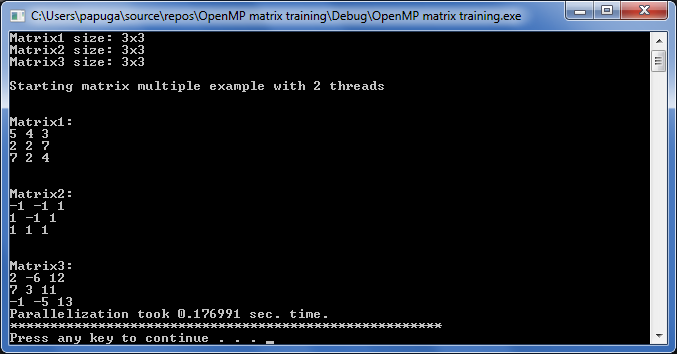 C:\Users\papuga\source\repos\OpenMP matrix training\Debug\OpenMP matrix training.exe
Matrix1 size: 3x3
Matrix2 size: 3x3
Matrix3 size: 3x3
Starting matrix multiple example with 2 threads
Matrix1:
5 4 3
2 2 7
7 2 4
Matrix2:
-1 -1 1
1 -1 1
1 1 1
Matrix3:
2 -6 12
7 3 11
-1 -5 13
Parallelization took 0.176991 sec. time.
******************************************************
Press any key to continue . . . _